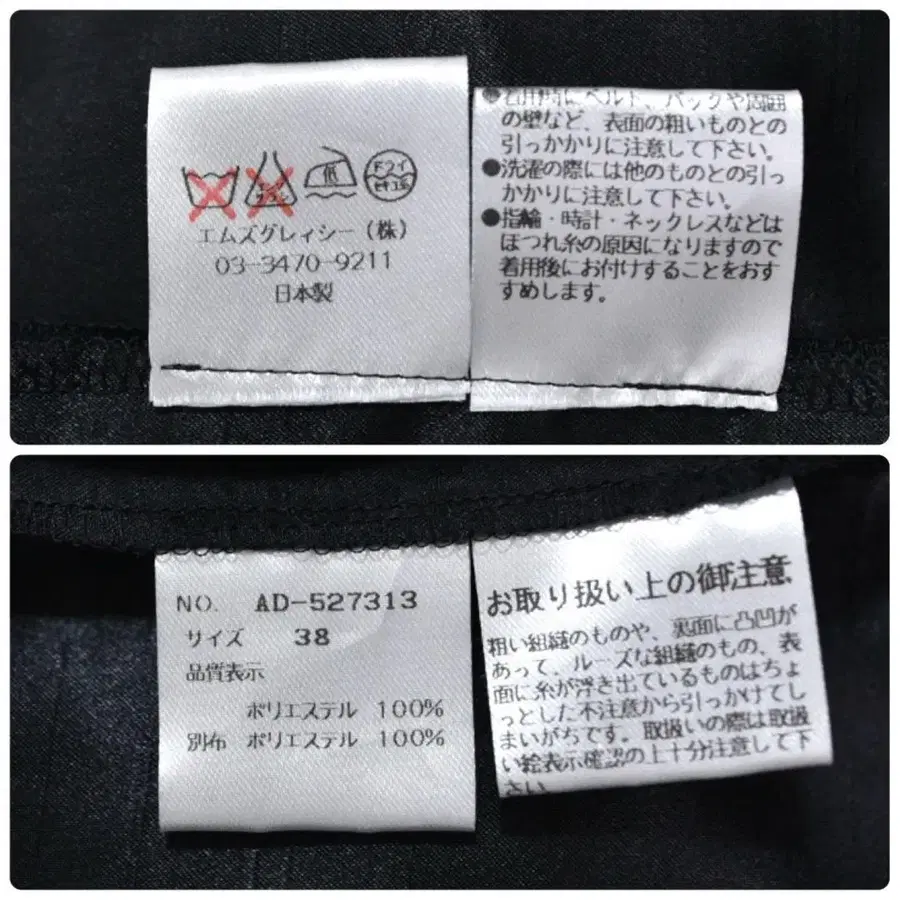 低
ドライ
セキユ系
エムズグレィシー(株)
03-3470-9211
日本製
●着用時にベルト、バックや周囲
の壁など、表面の粗いものとの
引っかかりに注意して下さい。
●洗濯の際には他のものとの引っ
かかりに注意して下さい。
●指輪・時計・ネックレスなどは
ほつれ糸の原因になりますので
着用後にお付けすることをおす
すめします。
NO. AD-527313
サイズ 38
品質表示
ポリエステル 100%
別布 ポリエステル 100%
お取り扱い上の御注意
粗い組織のものや、裏面に凸凹が
あって、ルーズな組織のもの、表
面に糸が浮き出ているものはちょ
っとした不注意から引っかけてし
まいがちです。取扱いの際は取扱
い絵表示確認の上十分注意して下
さい。